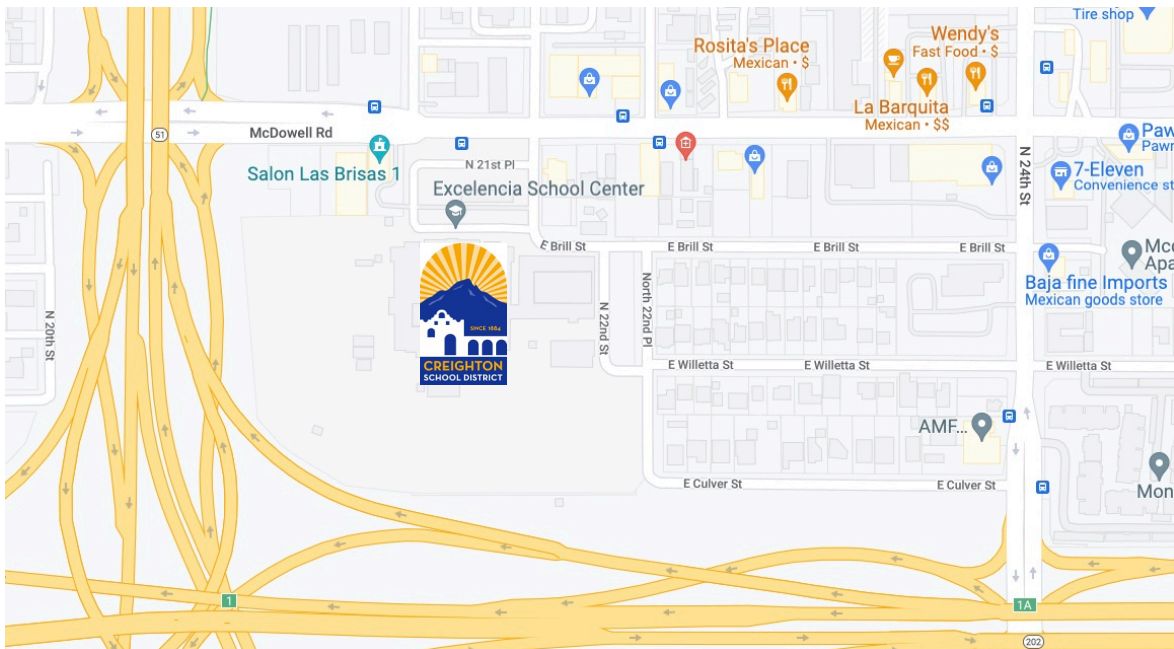 Tire shop
Rosita's Place
Mexican • $
Wendy's
Fast Food • $
La Barquita
Mexican • $$
51
McDowell Rd
Salon Las Brisas 1
N 21st Pl
Excelencia School Center
N 24th St
Paw
Pawr
7-Eleven
Convenience st
E Brill St
E Brill St
E Brill St
E Brill St
Mc
Apa
Baja fine Imports
Mexican goods store
N 20th St
N 22nd St
North 22nd Pl
SINCE 1884
CREIGHTON
SCHOOL DISTRICT
E Willetta St
E Willetta St
E Willetta St
AMF...
E Culver St
E Culver St
Mon
1
1A
202